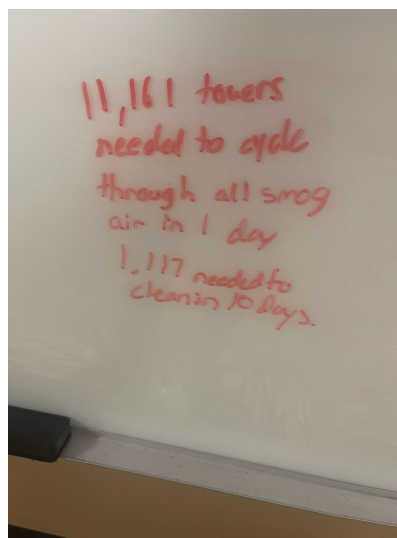 11,161 towers
needed to cycle
through all smog
air in 1 day
1,117 needed to
clean in 10 days.